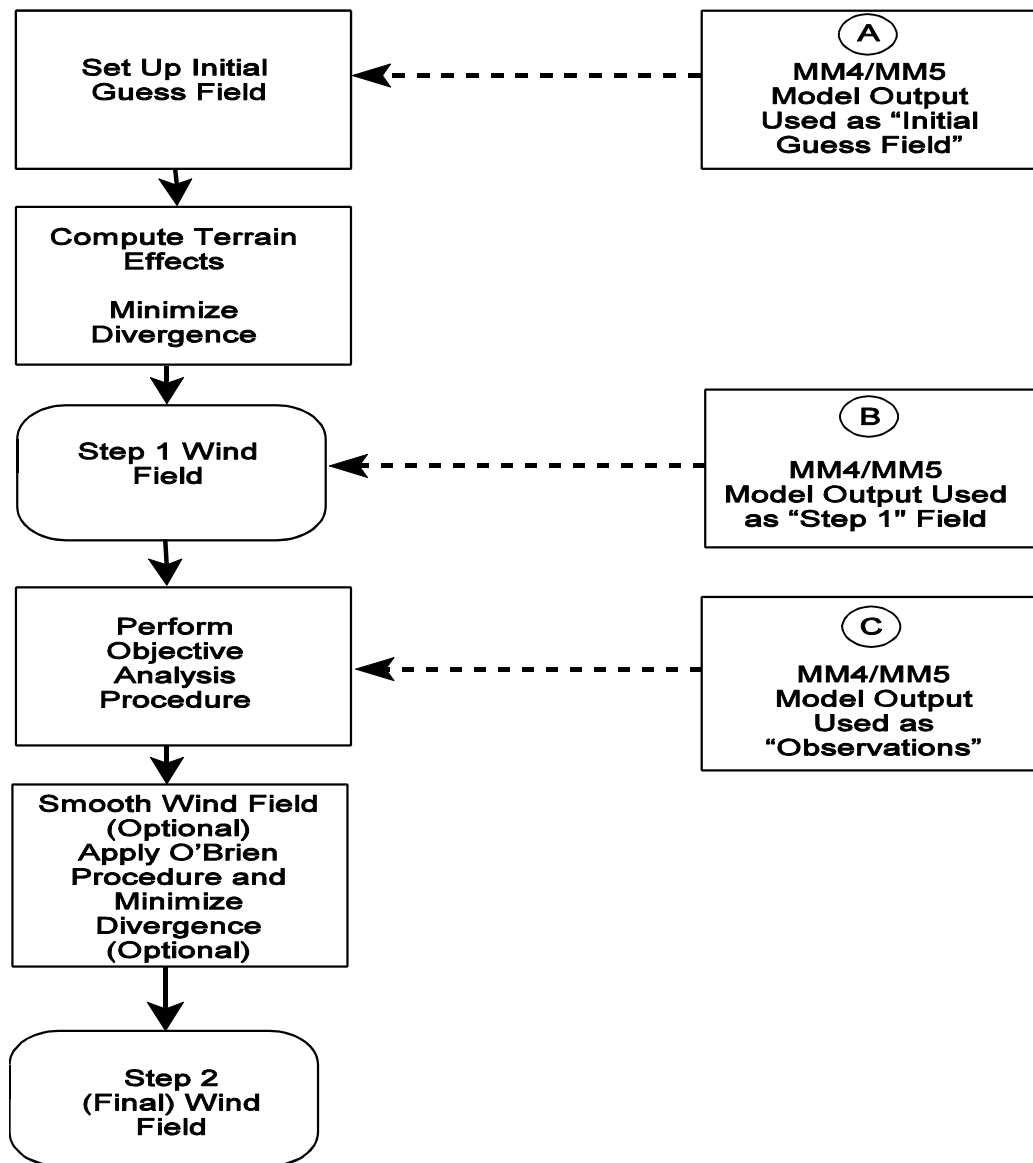 Set Up Initial
Guess Field
A
MM4/MM5
Model Output
Used as “Initial
Guess Field”
Compute Terrain
Effects
Minimize
Divergence
Step 1 Wind
Field
B
MM4/MM5
Model Output Used
as “Step 1" Field
Perform
Objective
Analysis
Procedure
C
MM4/MM5
Model Output
Used as
“Observations”
Smooth Wind Field
(Optional)
Apply O’Brien
Procedure and
Minimize
Divergence
(Optional)
Step 2
(Final) Wind
Field